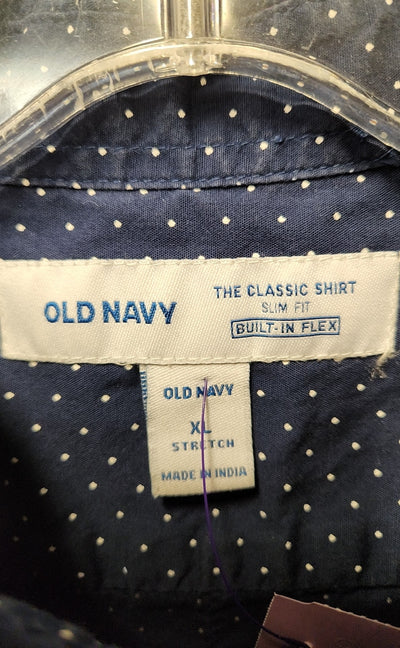 OLD NAVY
THE CLASSIC SHIRT
SLIM FIT
BUILT-IN FLEX
OLD NAVY
XL
STRETCH
MADE IN INDIA